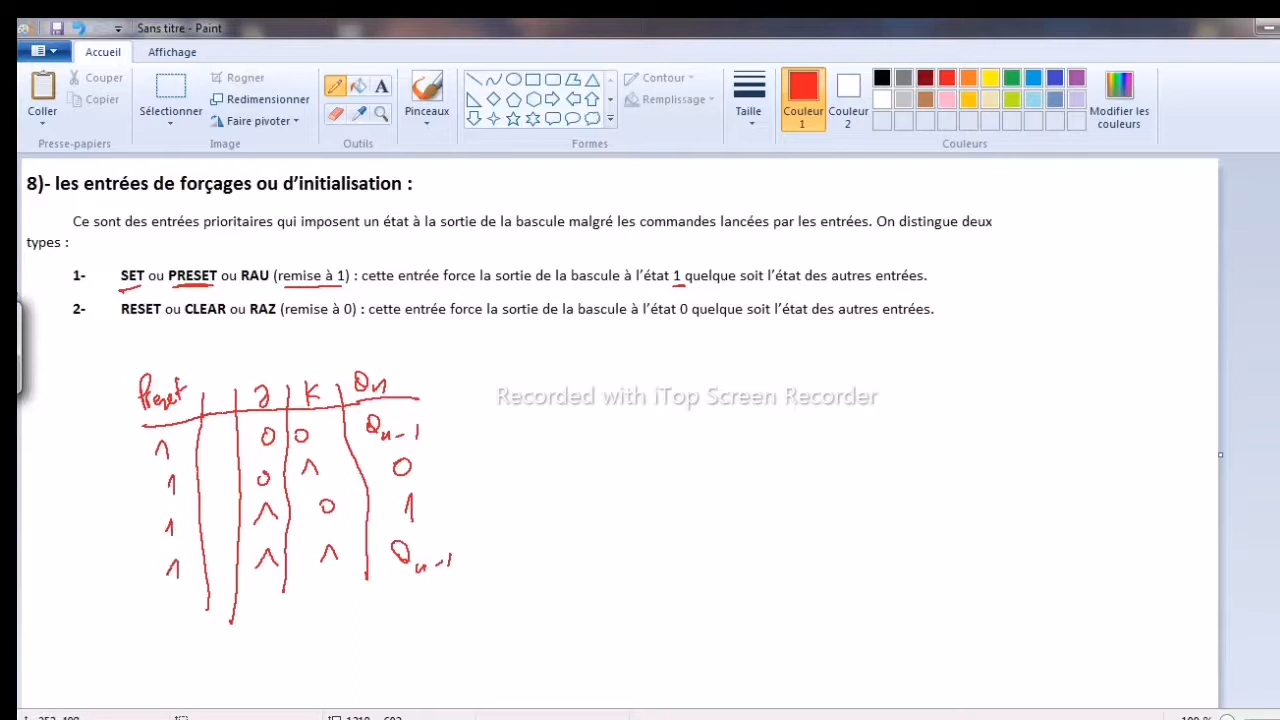 Sans titre - Paint
Accueil Affichage
Couper
Copier
Coller
Presse-papiers
Sélectionner
Rogner
Redimensionner
Faire pivoter
Image
Outils
Pinceaux
Contour
Remplissage
Formes
Taille
Couleur 1
Couleur 2
Modifier les couleurs
Couleurs
8)- les entrées de forçages ou d'initialisation :
Ce sont des entrées prioritaires qui imposent un état à la sortie de la bascule malgré les commandes lancées par les entrées. On distingue deux
types :
1- SET ou PRESET ou RAU (remise à 1) : cette entrée force la sortie de la bascule à l'état 1 quelque soit l'état des autres entrées.
2- RESET ou CLEAR ou RAZ (remise à 0) : cette entrée force la sortie de la bascule à l'état 0 quelque soit l'état des autres entrées.
Recorded with iTop Screen Recorder
Preset J K Qn
1 0 0 Qn-1
1 0 1 0
1 1 0 1
1 1 1 Qn-1